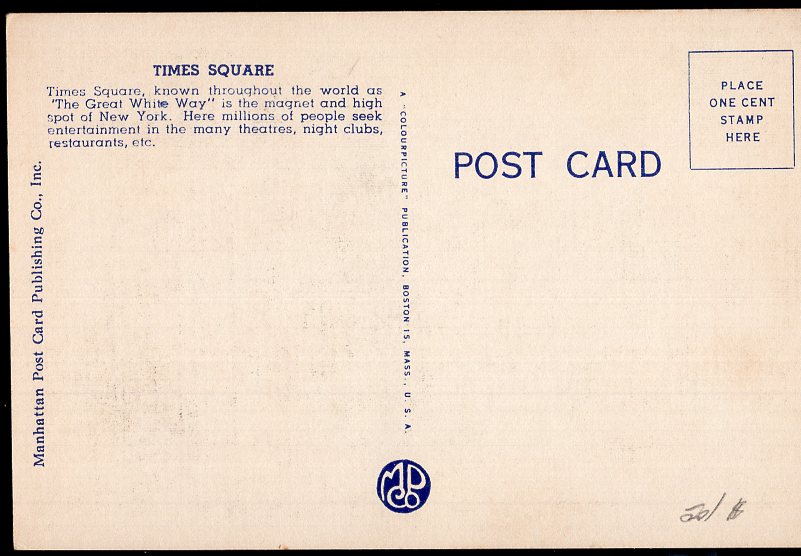 TIMES SQUARE
Times Square, known throughout the world as
"The Great White Way" is the magnet and high
spot of New York. Here millions of people seek
entertainment in the many theatres, night clubs,
restaurants, etc.
Manhattan Post Card Publishing Co., Inc.
A "COLOURPICTURE" PUBLICATION, BOSTON 15, MASS., U. S. A.
MPCo
POST CARD
PLACE
ONE CENT
STAMP
HERE